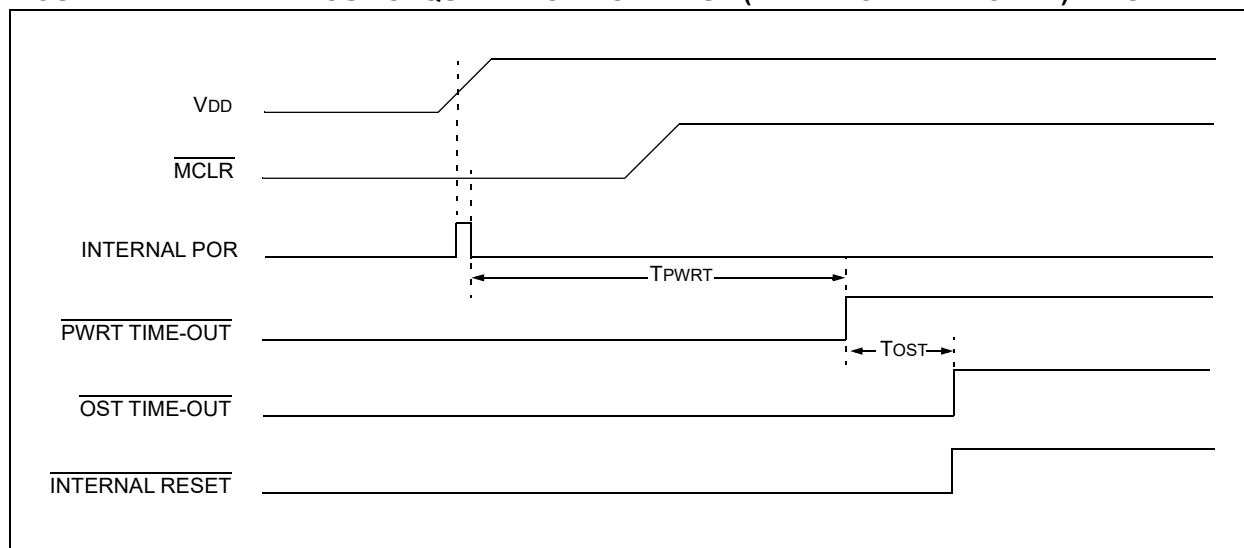 VDD
MCLR
INTERNAL POR
TPWRT
PWRT TIME-OUT
TOST
OST TIME-OUT
INTERNAL RESET